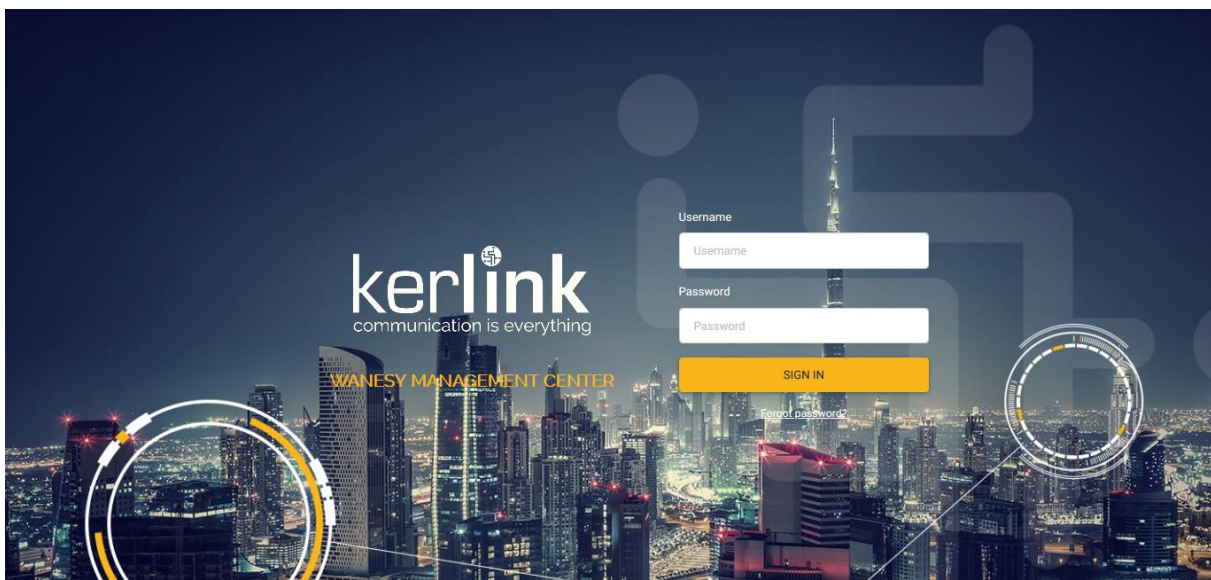 kerlink
communication is everything
WANESY MANAGEMENT CENTER
Username
Username
Password
Password
SIGN IN
Forgot password?